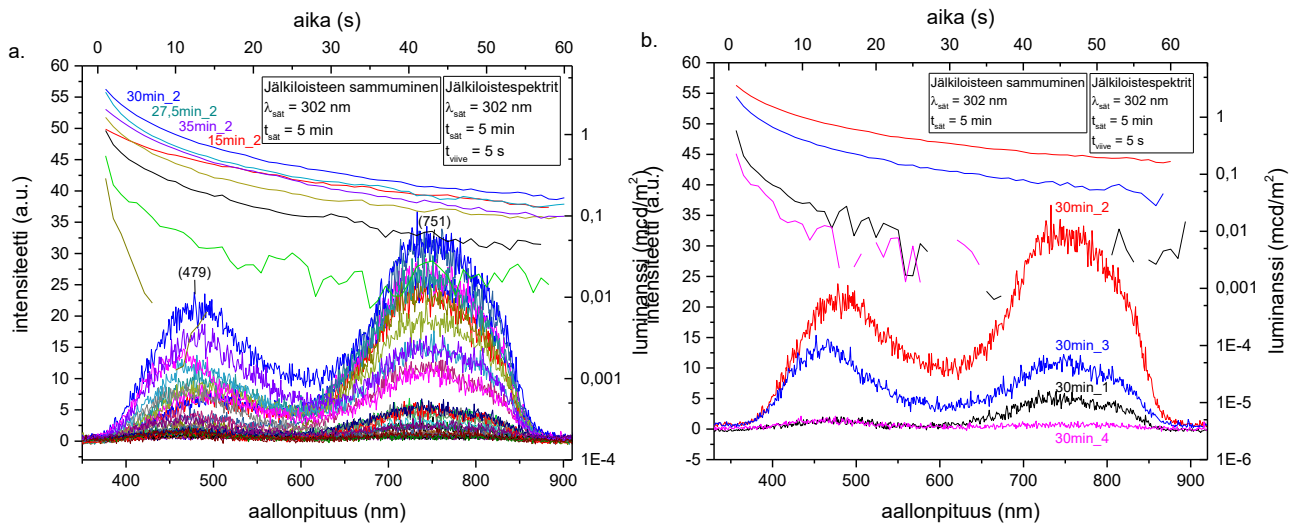 a.
aika (s)
0 10 20 30 40 50 60
intensiteetti (a.u.)
60
55
50
45
40
35
30
25
20
15
10
5
0
30min_2
27,5min_2
35min_2
15min_2
Jälkiloisteen sammuminen
λsät = 302 nm
tsät = 5 min
Jälkiloistespektrit
λsät = 302 nm
tsät = 5 min
tviive = 5 s
(479)
(751)
1
0,1
0,01
0,001
1E-4
luminanssi (mcd/m²)
400 500 600 700 800 900
aallonpituus (nm)
b.
aika (s)
0 10 20 30 40 50 60
intensiteetti (a.u.)
60
55
50
45
40
35
30
25
20
15
10
5
0
-5
Jälkiloisteen sammuminen
λsät = 302 nm
tsät = 5 min
Jälkiloistespektrit
λsät = 302 nm
tsät = 5 min
tviive = 5 s
30min_2
30min_3
30min_1
30min_4
1
0,1
0,01
0,001
1E-4
1E-5
1E-6
luminanssi (mcd/m²)
400 500 600 700 800 900
aallonpituus (nm)